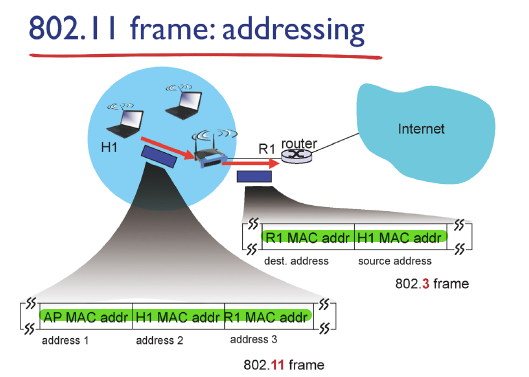 802.11 frame: addressing
H1
R1 router
Internet
R1 MAC addr H1 MAC addr
dest. address source address
802.3 frame
AP MAC addr H1 MAC addr R1 MAC addr
address 1 address 2 address 3
802.11 frame